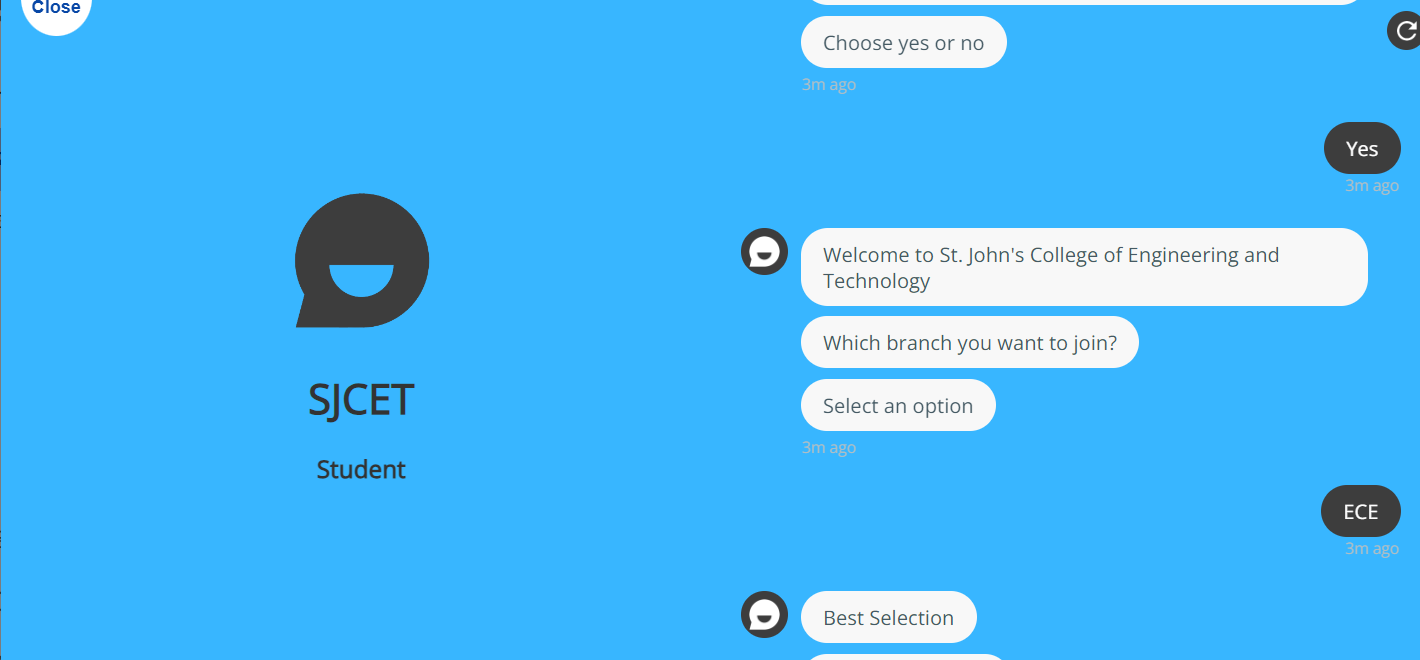 Close
Choose yes or no
3m ago
Yes
3m ago
Welcome to St. John's College of Engineering and
Technology
Which branch you want to join?
Select an option
3m ago
SJCET
Student
ECE
3m ago
Best Selection